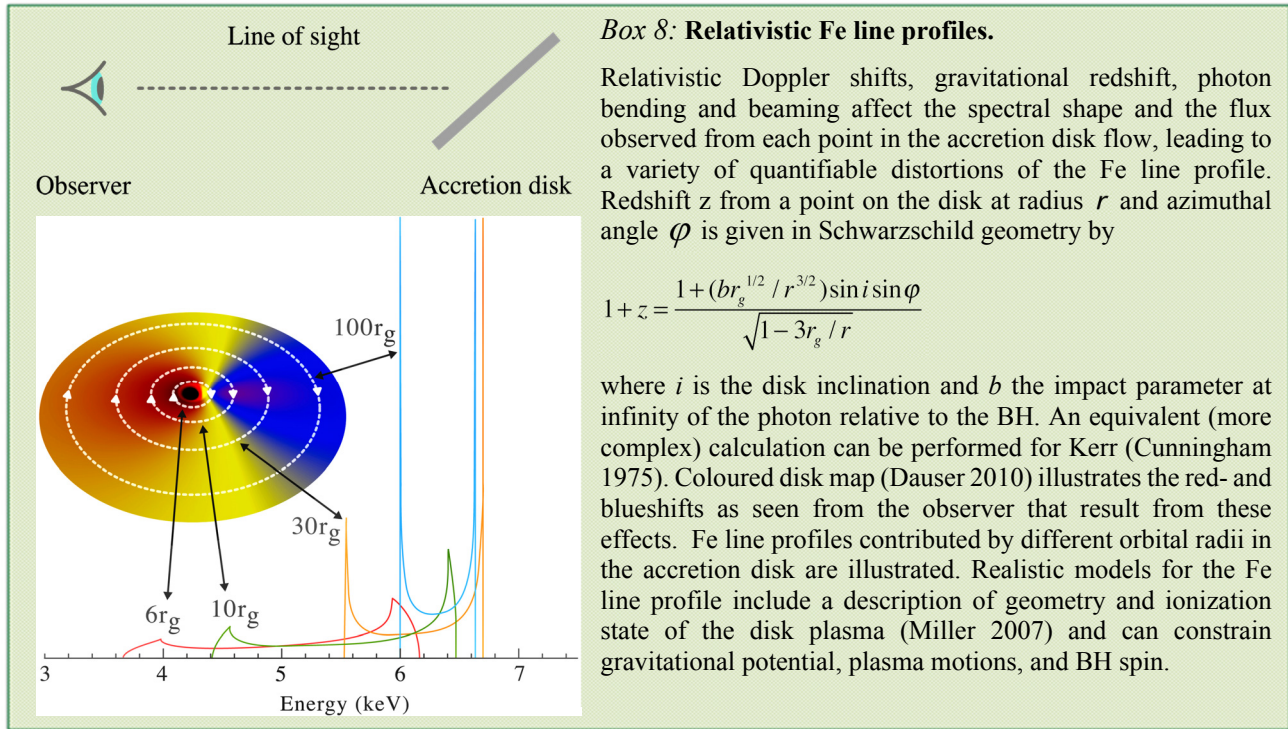 Line of sight
Observer
Accretion disk
100r_g
30r_g
10r_g
6r_g
3 4 5 6 7
Energy (keV)
Box 8: Relativistic Fe line profiles.
Relativistic Doppler shifts, gravitational redshift, photon
bending and beaming affect the spectral shape and the flux
observed from each point in the accretion disk flow, leading to
a variety of quantifiable distortions of the Fe line profile.
Redshift z from a point on the disk at radius r and azimuthal
angle φ is given in Schwarzschild geometry by
1 + z = (1 + (br_g^{1/2} / r^{3/2}) sin i sin φ) / √(1 − 3r_g / r)
where i is the disk inclination and b the impact parameter at
infinity of the photon relative to the BH. An equivalent (more
complex) calculation can be performed for Kerr (Cunningham
1975). Coloured disk map (Dauser 2010) illustrates the red- and
blueshifts as seen from the observer that result from these
effects. Fe line profiles contributed by different orbital radii in
the accretion disk are illustrated. Realistic models for the Fe
line profile include a description of geometry and ionization
state of the disk plasma (Miller 2007) and can constrain
gravitational potential, plasma motions, and BH spin.